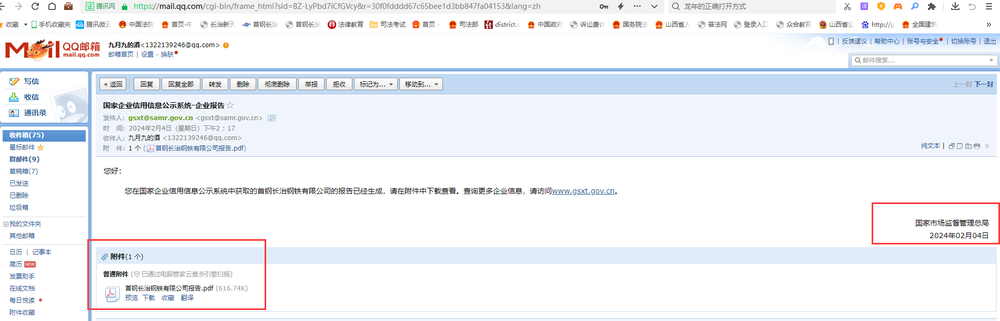 证 腾讯网 https://mail.qq.com/cgi-bin/frame_html?sid=8Z-LyPbd7iCfGVcy&r=30f0fdddd67c65bee1d3bb847fa04153&lang=zh 龙年的正确打开方式 译
收藏 手机收藏夹 腾讯微云 中国法院 首页-中 长治新天 首钢长治 首钢长治 法律教育 司法考试 首页 - 司法部 district.c 中国政府 诉讼费计 国务院法 山西省人 普法网 登录入口 众合教育 山西省公 http://p 全国建筑 »
Mail QQ邮箱 mail.qq.com
九月九的酒<1322139246@qq.com>
邮箱首页 | 设置 - 换肤
| 反馈建议 | 帮助中心 | 账号与安全 | 切换账号 | 退出
邮件搜索...
写信
收信
通讯录
收件箱(75)
星标邮件
群邮件(9)
草稿箱(7)
已发送
已删除
垃圾箱
我的文件夹
其他邮箱
日历 | 记事本
简历 NEW
发票助手
在线文档
每日悦读
附件收藏
« 返回 回复 回复全部 转发 删除 彻底删除 举报 拒收 标记为... 移动到... 上一封 下一封
国家企业信用信息公示系统-企业报告
发件人: gsxt@samr.gov.cn <gsxt@samr.gov.cn>
时 间: 2024年2月4日 (星期日) 下午2 : 17
收件人: 九月九的酒 <1322139246@qq.com>
附 件: 1 个 (首钢长治钢铁有限公司报告.pdf)
纯文本 |
您好:
您在国家企业信用信息公示系统中获取的首钢长治钢铁有限公司的报告已经生成，请在附件中下载查看。查询更多企业信息，请访问www.gsxt.gov.cn。
国家市场监督管理总局
2024年02月04日
附件(1 个)
普通附件 (已通过电脑管家云查杀引擎扫描)
首钢长治钢铁有限公司报告.pdf (616.74K)
预览 下载 收藏 翻译